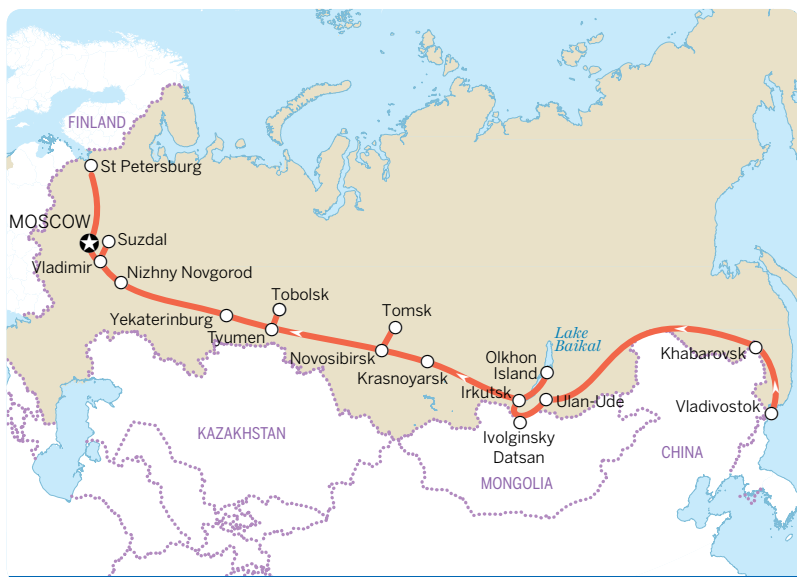 FINLAND
St Petersburg
MOSCOW
Suzdal
Vladimir
Nizhny Novgorod
Tobolsk
Yekaterinburg
Tyumen
Tomsk
Novosibirsk
Krasnoyarsk
Lake
Baikal
Olkhon
Island
Irkutsk
Ulan-Ude
Khabarovsk
Vladivostok
Ivolginsky
Datsan
KAZAKHSTAN
MONGOLIA
CHINA